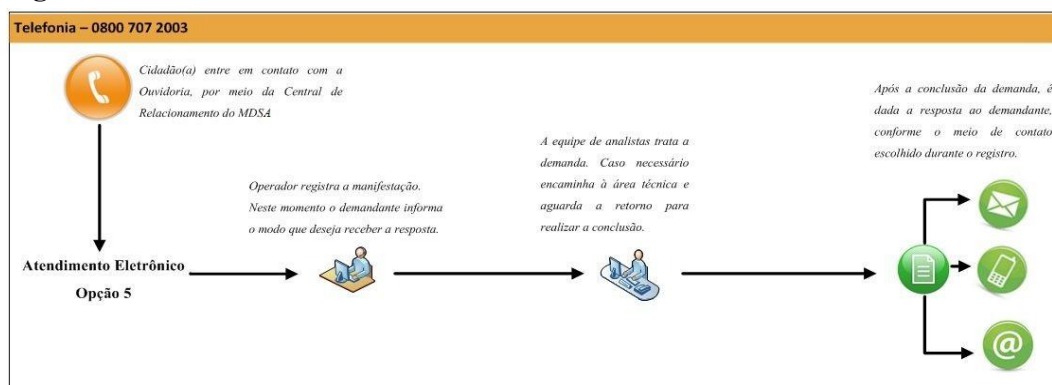 Telefonia – 0800 707 2003
Cidadão(a) entre em contato com a
Ouvidoria, por meio da Central de
Relacionamento do MDSA
Atendimento Eletrônico
Opção 5
Operador registra a manifestação.
Neste momento o demandante informa
o modo que deseja receber a resposta.
A equipe de analistas trata a
demanda. Caso necessário
encaminha à área técnica e
aguarda a retorno para
realizar a conclusão.
Após a conclusão da demanda, é
dada a resposta ao demandante,
conforme o meio de contato
escolhido durante o registro.
@